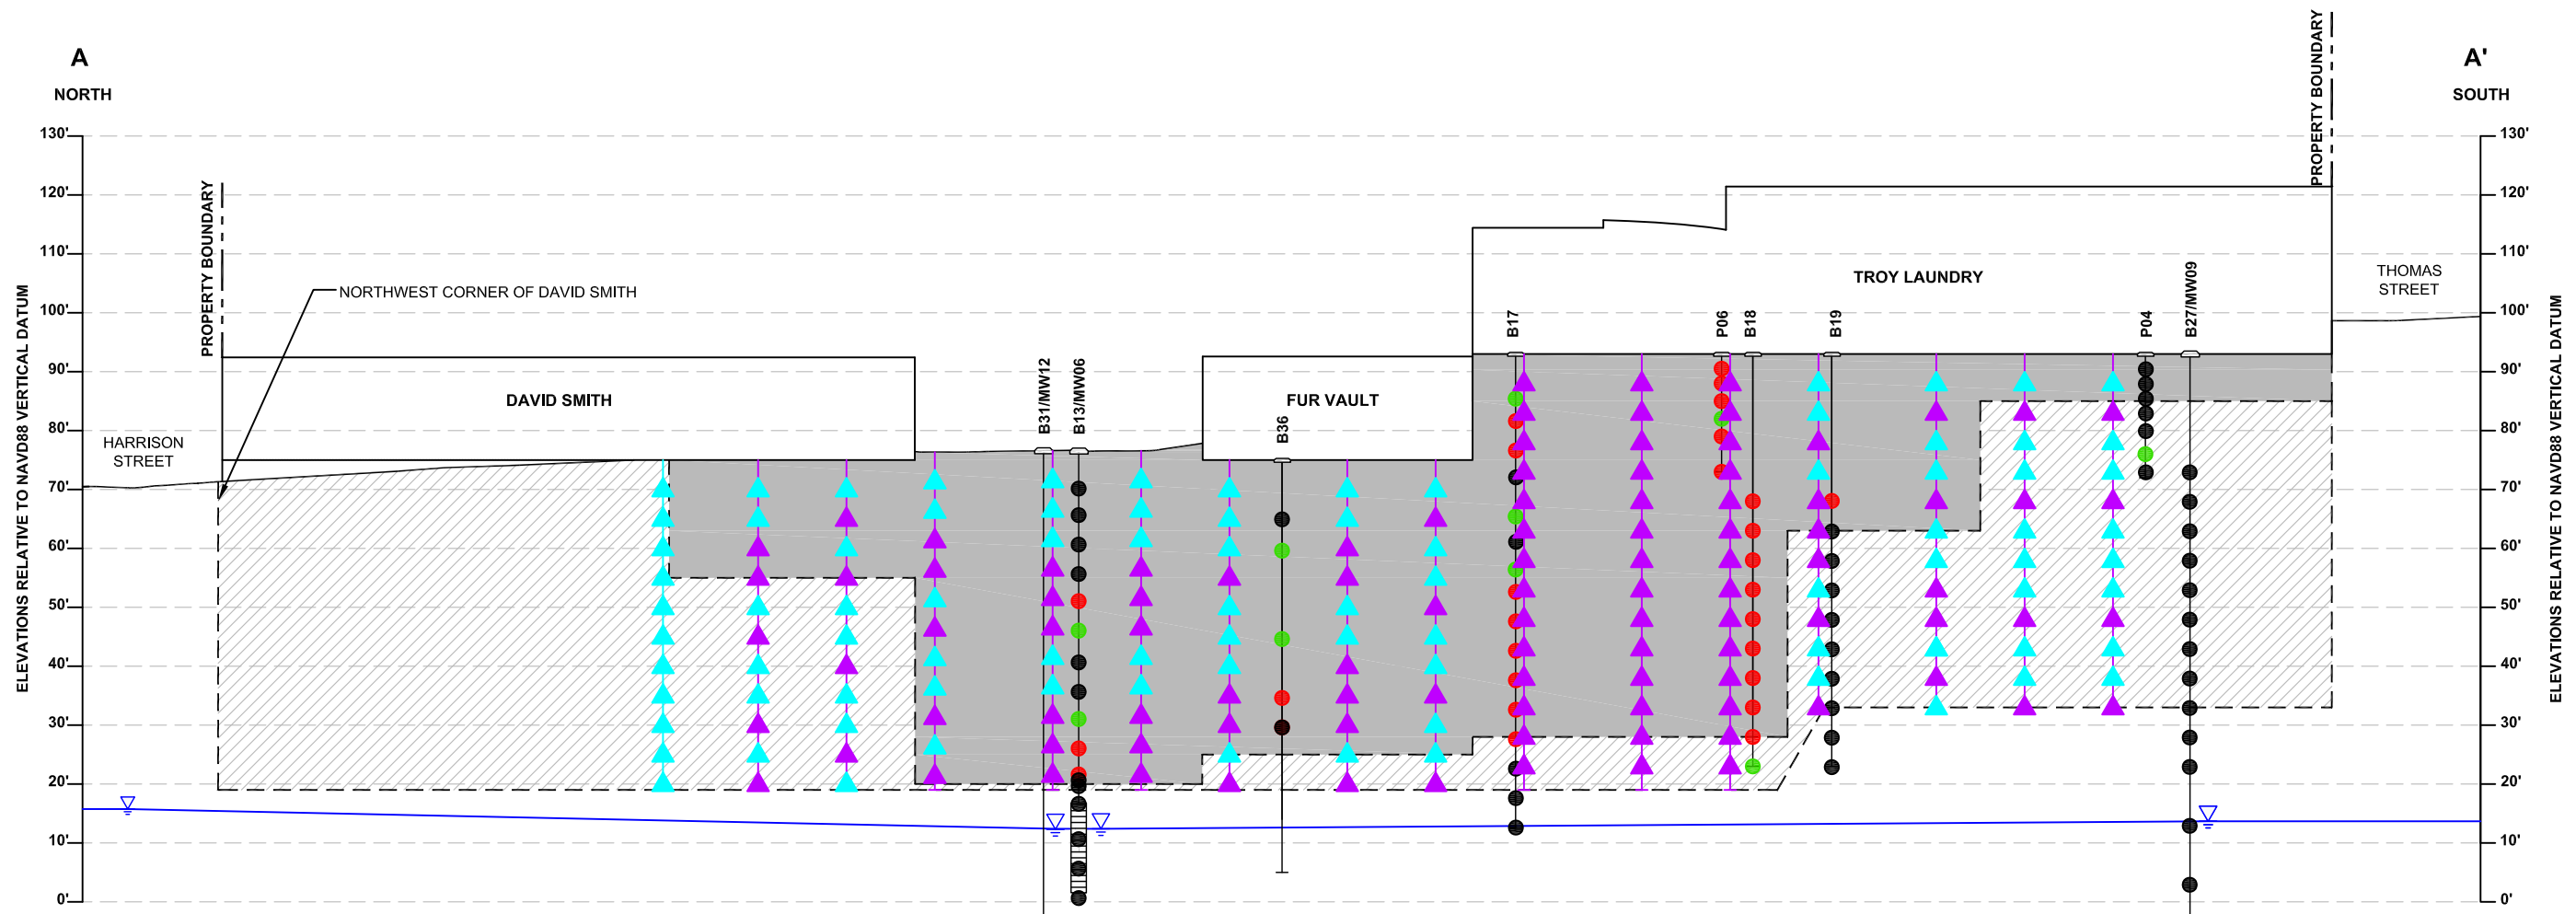 A
NORTH
A'
SOUTH
PROPERTY BOUNDARY
PROPERTY BOUNDARY
ELEVATIONS RELATIVE TO NAVD88 VERTICAL DATUM
ELEVATIONS RELATIVE TO NAVD88 VERTICAL DATUM
130'
120'
110'
100'
90'
80'
70'
60'
50'
40'
30'
20'
10'
0'
NORTHWEST CORNER OF DAVID SMITH
HARRISON
STREET
DAVID SMITH
B31/MW12
B13/MW06
FUR VAULT
B36
TROY LAUNDRY
B17
P06
B18
B19
P04
B27/MW09
THOMAS
STREET
130'
120'
110'
100'
90'
80'
70'
60'
50'
40'
30'
20'
10'
0'